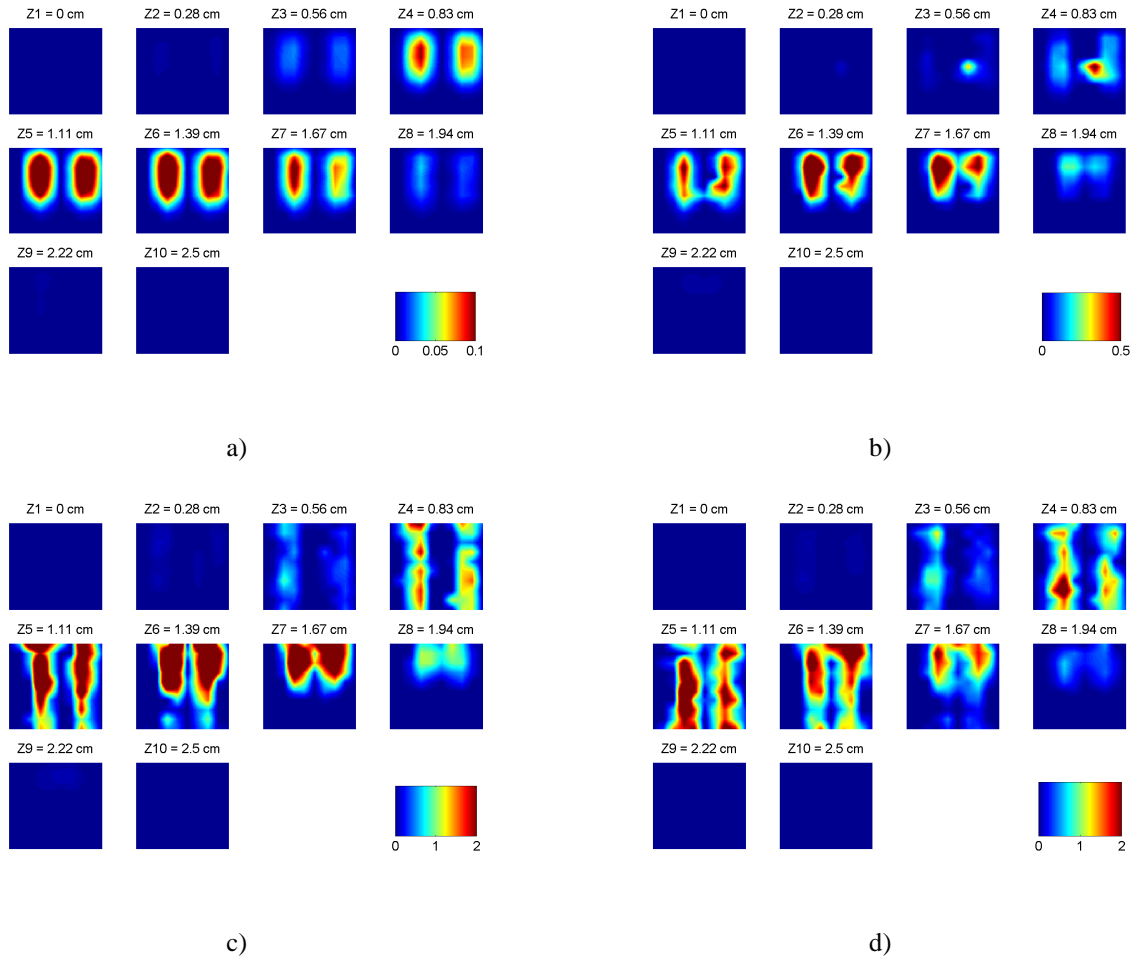 Z1 = 0 cm Z2 = 0.28 cm Z3 = 0.56 cm Z4 = 0.83 cm
Z5 = 1.11 cm Z6 = 1.39 cm Z7 = 1.67 cm Z8 = 1.94 cm
Z9 = 2.22 cm Z10 = 2.5 cm
0 0.05 0.1
a)
Z1 = 0 cm Z2 = 0.28 cm Z3 = 0.56 cm Z4 = 0.83 cm
Z5 = 1.11 cm Z6 = 1.39 cm Z7 = 1.67 cm Z8 = 1.94 cm
Z9 = 2.22 cm Z10 = 2.5 cm
0 0.5
b)
Z1 = 0 cm Z2 = 0.28 cm Z3 = 0.56 cm Z4 = 0.83 cm
Z5 = 1.11 cm Z6 = 1.39 cm Z7 = 1.67 cm Z8 = 1.94 cm
Z9 = 2.22 cm Z10 = 2.5 cm
0 1 2
c)
Z1 = 0 cm Z2 = 0.28 cm Z3 = 0.56 cm Z4 = 0.83 cm
Z5 = 1.11 cm Z6 = 1.39 cm Z7 = 1.67 cm Z8 = 1.94 cm
Z9 = 2.22 cm Z10 = 2.5 cm
0 1 2
d)